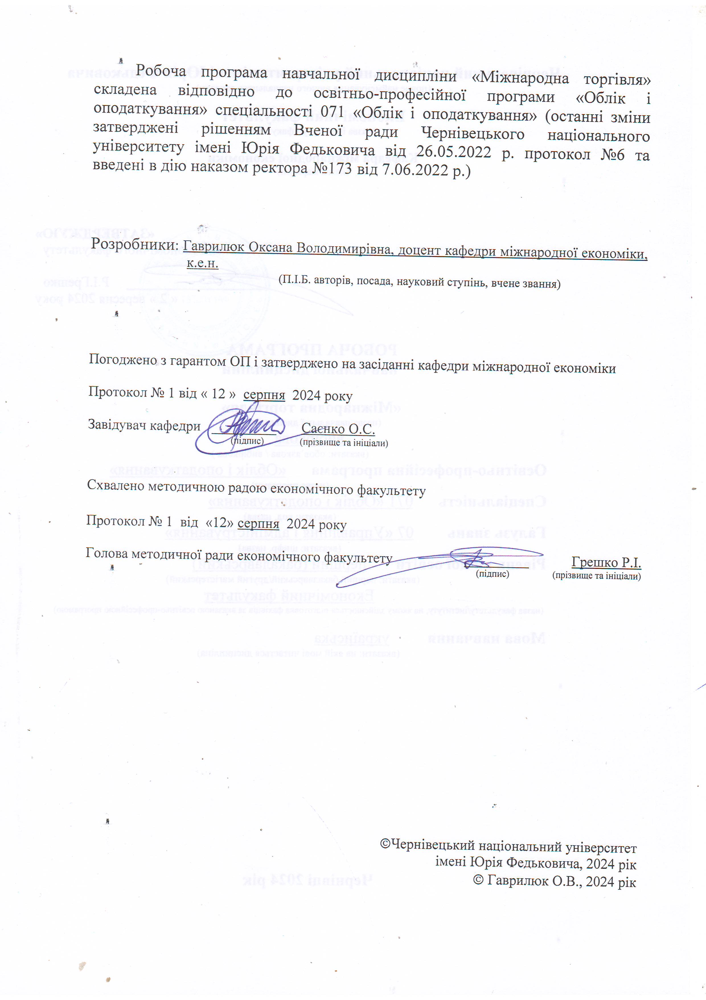 Робоча програма навчальної дисципліни «Міжнародна торгівля»
складена відповідно до освітньо-професійної програми «Облік і
оподаткування» спеціальності 071 «Облік і оподаткування» (останні зміни
затверджені рішенням Вченої ради Чернівецького національного
університету імені Юрія Федьковича від 26.05.2022 р. протокол №6 та
введені в дію наказом ректора №173 від 7.06.2022 р.)
Розробники: Гаврилюк Оксана Володимирівна, доцент кафедри міжнародної економіки,
к.е.н.
(П.І.Б. авторів, посада, науковий ступінь, вчене звання)
Погоджено з гарантом ОП і затверджено на засіданні кафедри міжнародної економіки
Протокол № 1 від « 12 » серпня 2024 року
Завідувач кафедри Саєнко О.С.
(підпис) (прізвище та ініціали)
Схвалено методичною радою економічного факультету
Протокол № 1 від «12» серпня 2024 року
Голова методичної ради економічного факультету Грешко Р.І.
(підпис) (прізвище та ініціали)
©Чернівецький національний університет
імені Юрія Федьковича, 2024 рік
© Гаврилюк О.В., 2024 рік